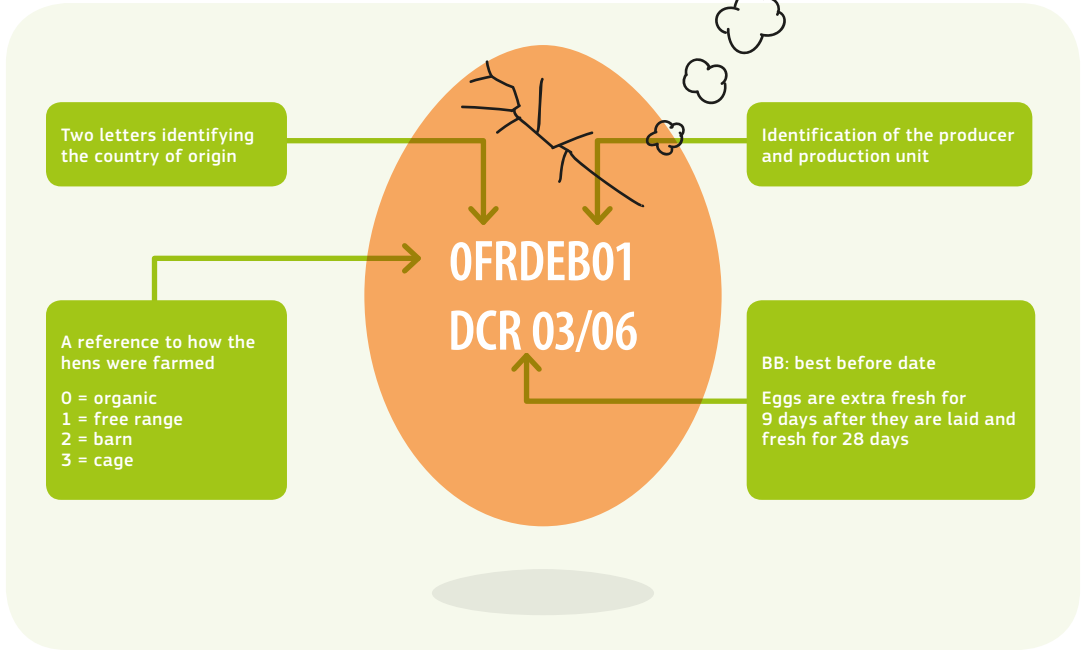 Two letters identifying
the country of origin
Identification of the producer
and production unit
0FRDEB01
DCR 03/06
A reference to how the
hens were farmed
0 = organic
1 = free range
2 = barn
3 = cage
BB: best before date
Eggs are extra fresh for
9 days after they are laid and
fresh for 28 days